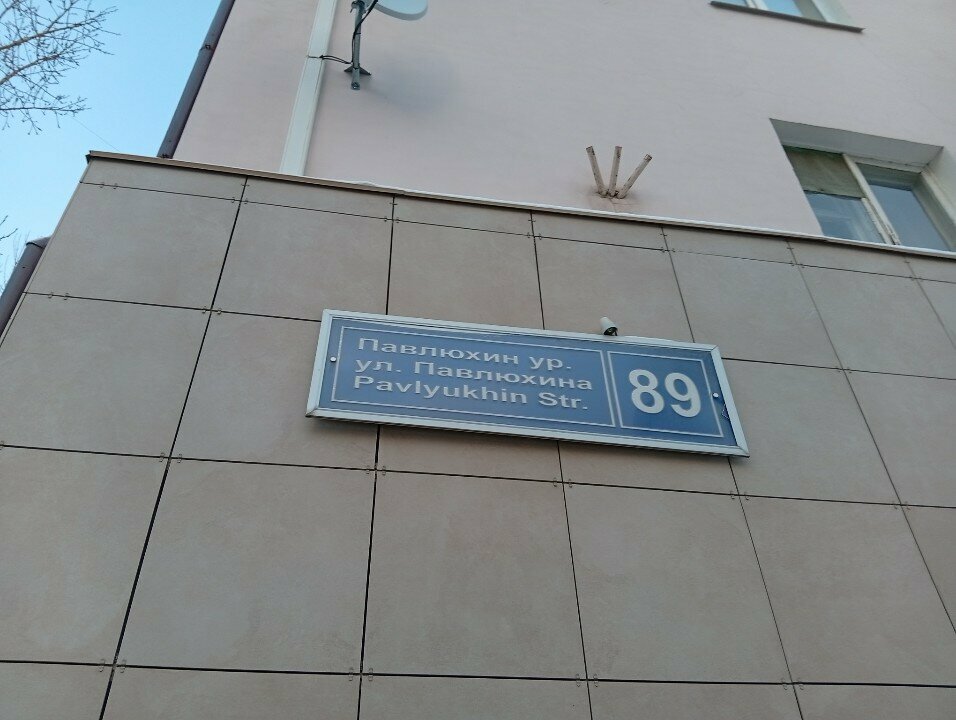 Павлюхин ур.
ул. Павлюхина
Pavlyukhin Str.
89